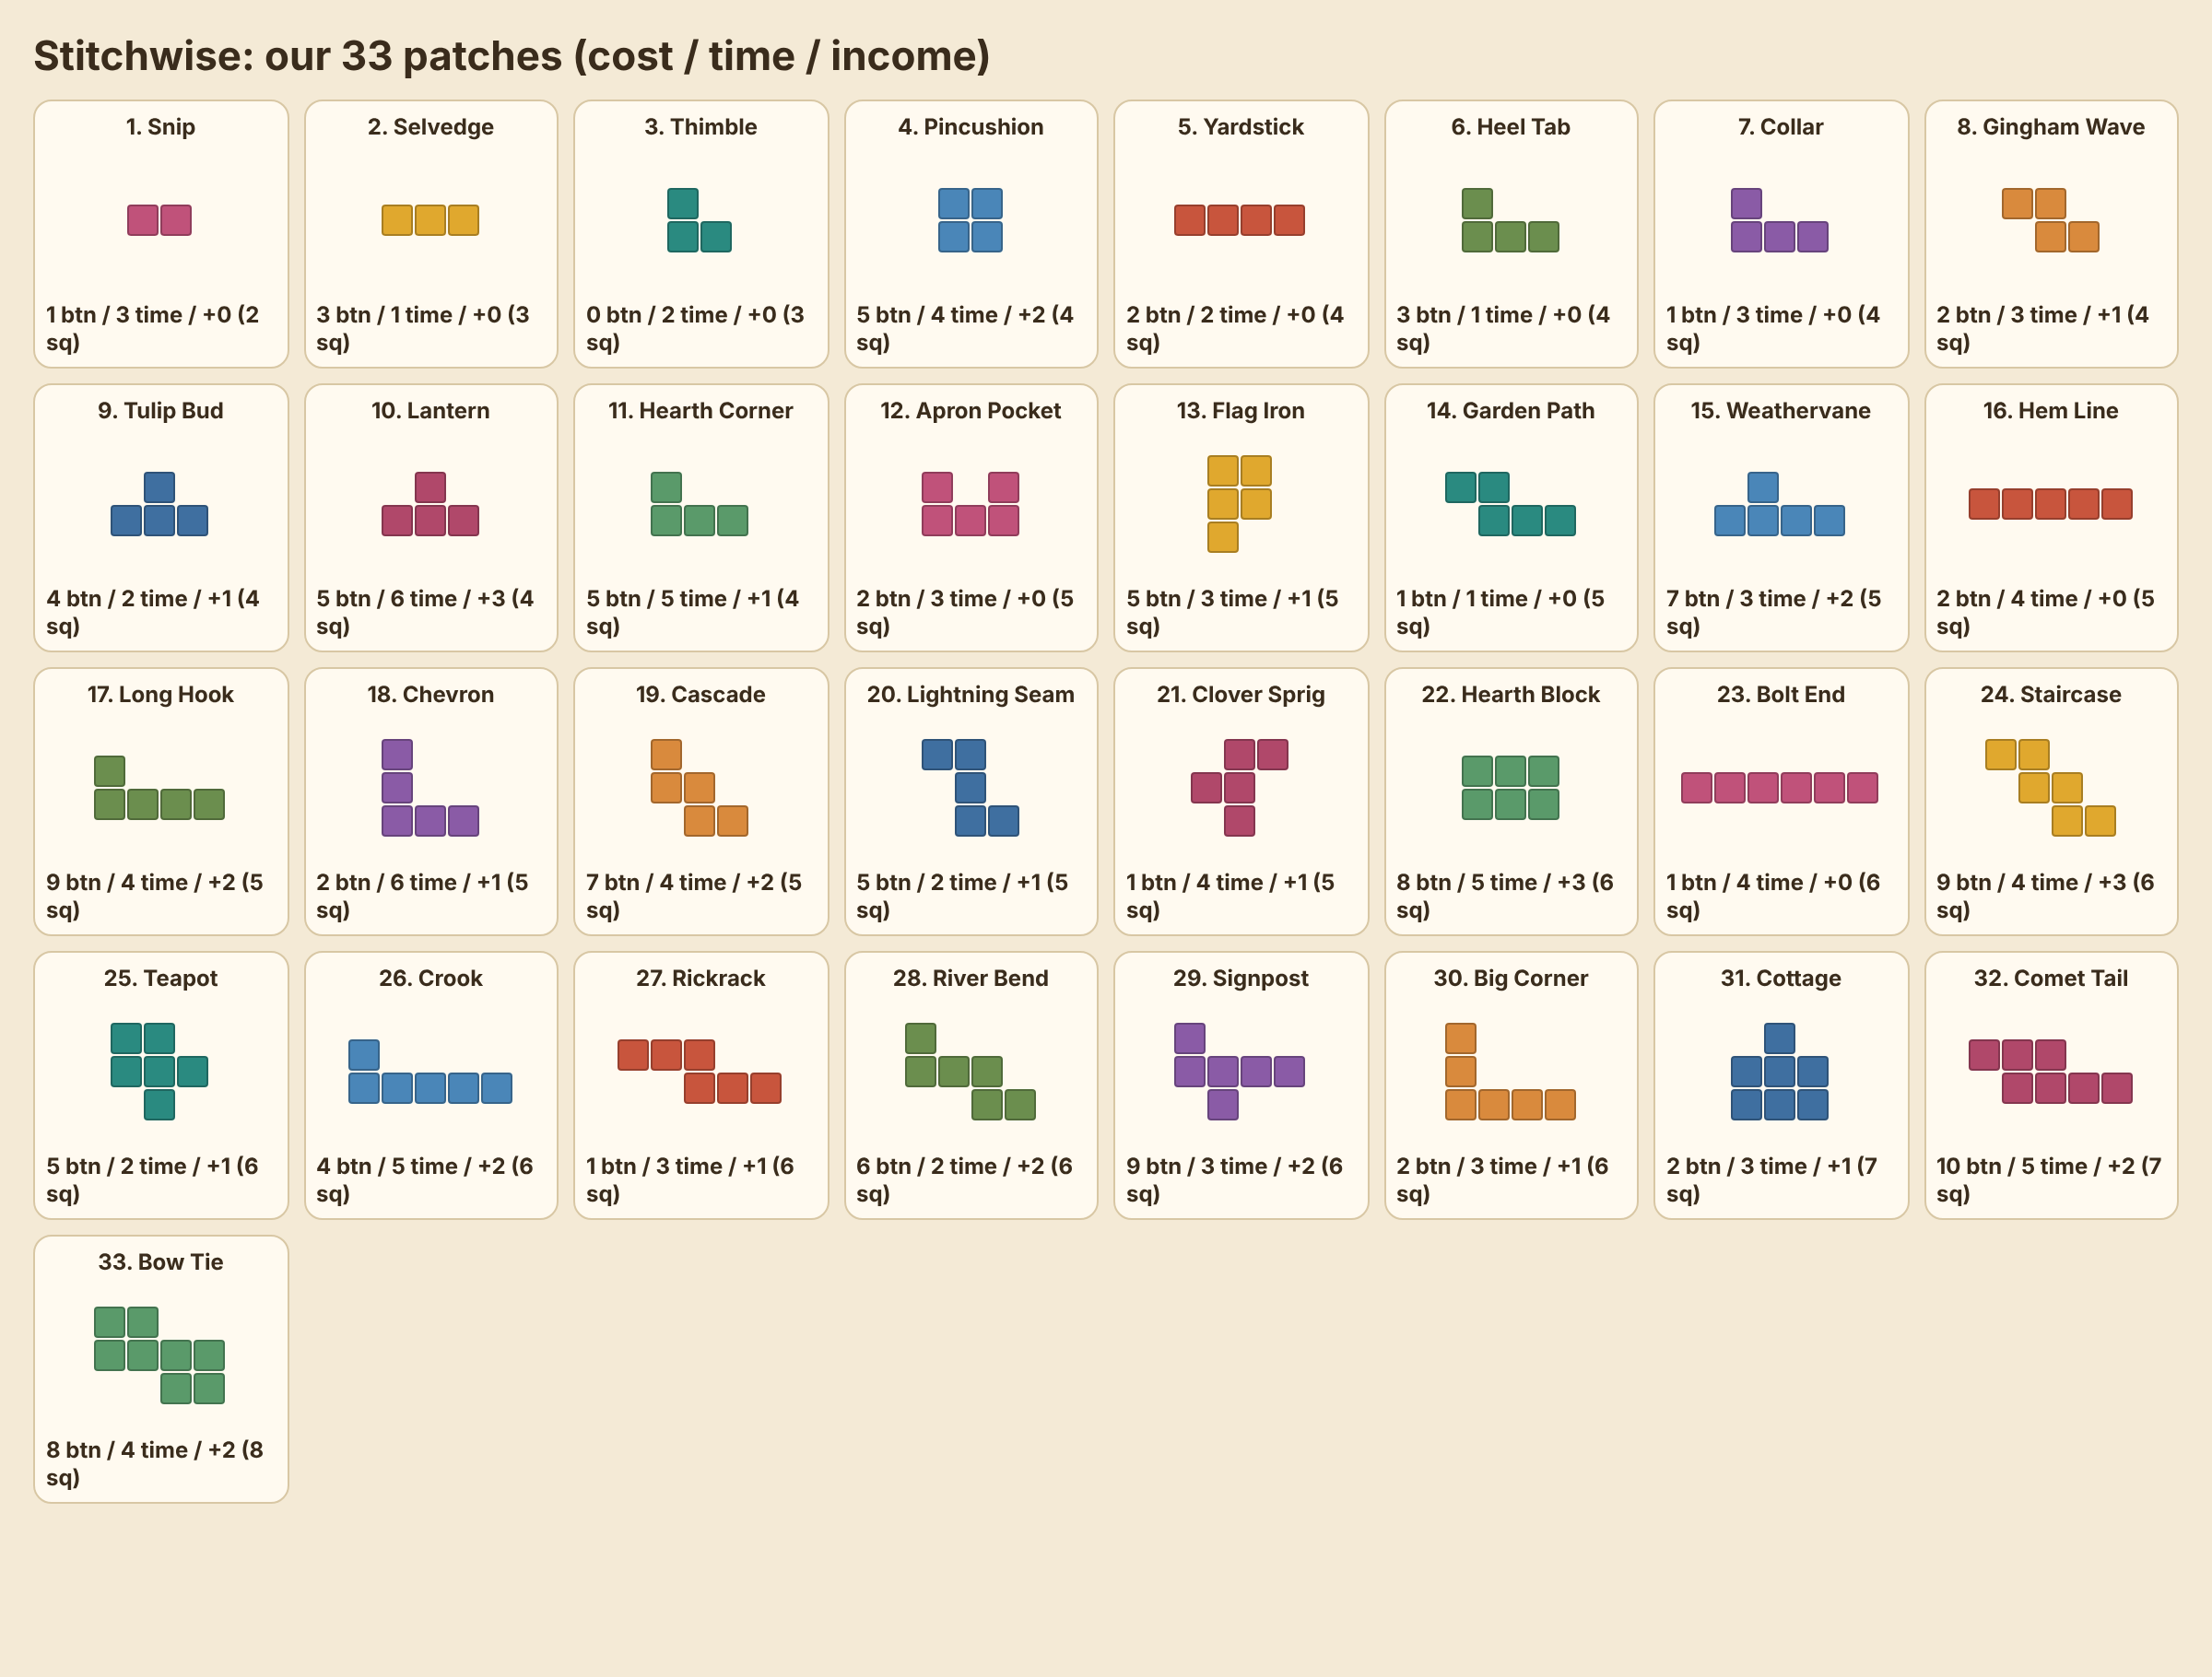 Stitchwise: our 33 patches (cost / time / income)
1. Snip
1 btn / 3 time / +0 (2
sq)
2. Selvedge
3 btn / 1 time / +0 (3
sq)
3. Thimble
0 btn / 2 time / +0 (3
sq)
4. Pincushion
5 btn / 4 time / +2 (4
sq)
5. Yardstick
2 btn / 2 time / +0 (4
sq)
6. Heel Tab
3 btn / 1 time / +0 (4
sq)
7. Collar
1 btn / 3 time / +0 (4
sq)
8. Gingham Wave
2 btn / 3 time / +1 (4
sq)
9. Tulip Bud
4 btn / 2 time / +1 (4
sq)
10. Lantern
5 btn / 6 time / +3 (4
sq)
11. Hearth Corner
5 btn / 5 time / +1 (4
sq)
12. Apron Pocket
2 btn / 3 time / +0 (5
sq)
13. Flag Iron
5 btn / 3 time / +1 (5
sq)
14. Garden Path
1 btn / 1 time / +0 (5
sq)
15. Weathervane
7 btn / 3 time / +2 (5
sq)
16. Hem Line
2 btn / 4 time / +0 (5
sq)
17. Long Hook
9 btn / 4 time / +2 (5
sq)
18. Chevron
2 btn / 6 time / +1 (5
sq)
19. Cascade
7 btn / 4 time / +2 (5
sq)
20. Lightning Seam
5 btn / 2 time / +1 (5
sq)
21. Clover Sprig
1 btn / 4 time / +1 (5
sq)
22. Hearth Block
8 btn / 5 time / +3 (6
sq)
23. Bolt End
1 btn / 4 time / +0 (6
sq)
24. Staircase
9 btn / 4 time / +3 (6
sq)
25. Teapot
5 btn / 2 time / +1 (6
sq)
26. Crook
4 btn / 5 time / +2 (6
sq)
27. Rickrack
1 btn / 3 time / +1 (6
sq)
28. River Bend
6 btn / 2 time / +2 (6
sq)
29. Signpost
9 btn / 3 time / +2 (6
sq)
30. Big Corner
2 btn / 3 time / +1 (6
sq)
31. Cottage
2 btn / 3 time / +1 (7
sq)
32. Comet Tail
10 btn / 5 time / +2 (7
sq)
33. Bow Tie
8 btn / 4 time / +2 (8
sq)